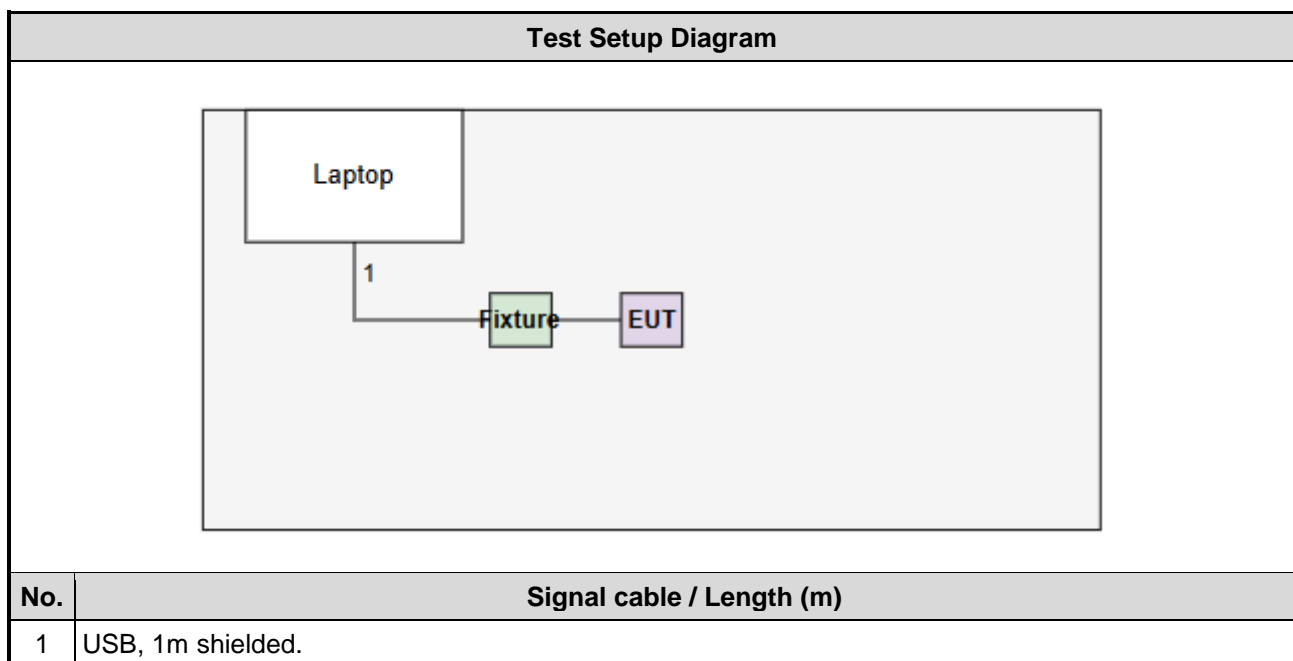 Test Setup Diagram
Laptop
1
Fixture
EUT
No. Signal cable / Length (m)
1 USB, 1m shielded.